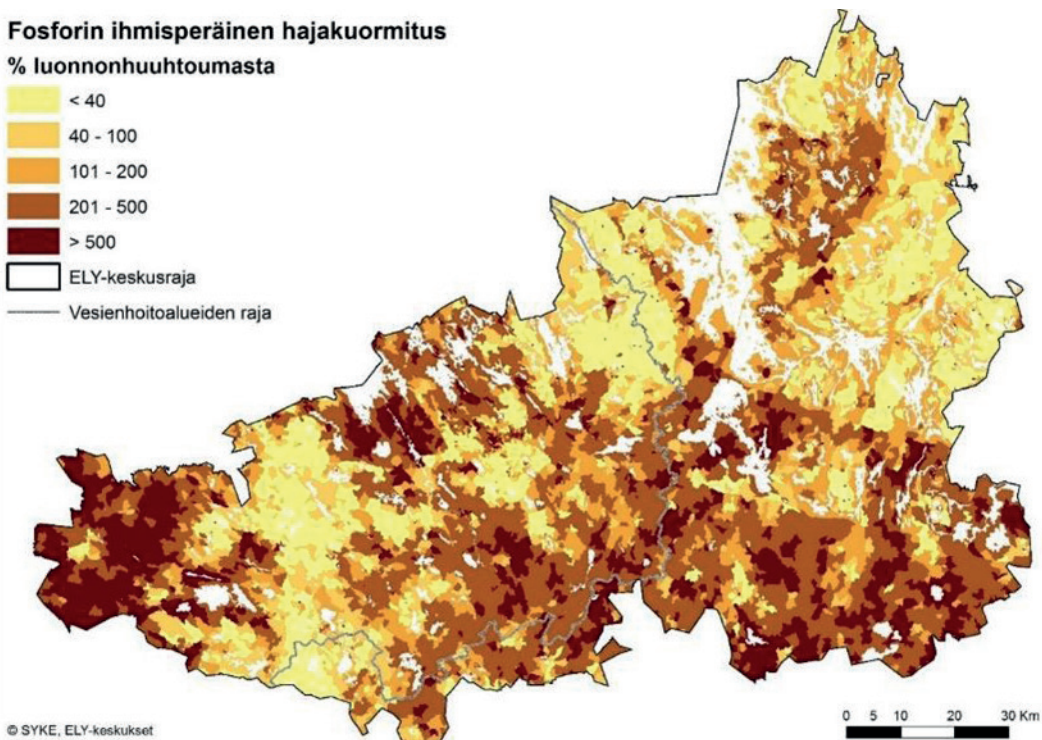 Fosforin ihmisperäinen hajakuormitus
% luonnonhuuhtoumasta
< 40
40 - 100
101 - 200
201 - 500
> 500
ELY-keskusraja
Vesienhoitoalueiden raja
© SYKE, ELY-keskukset
0 5 10 20 30 Km